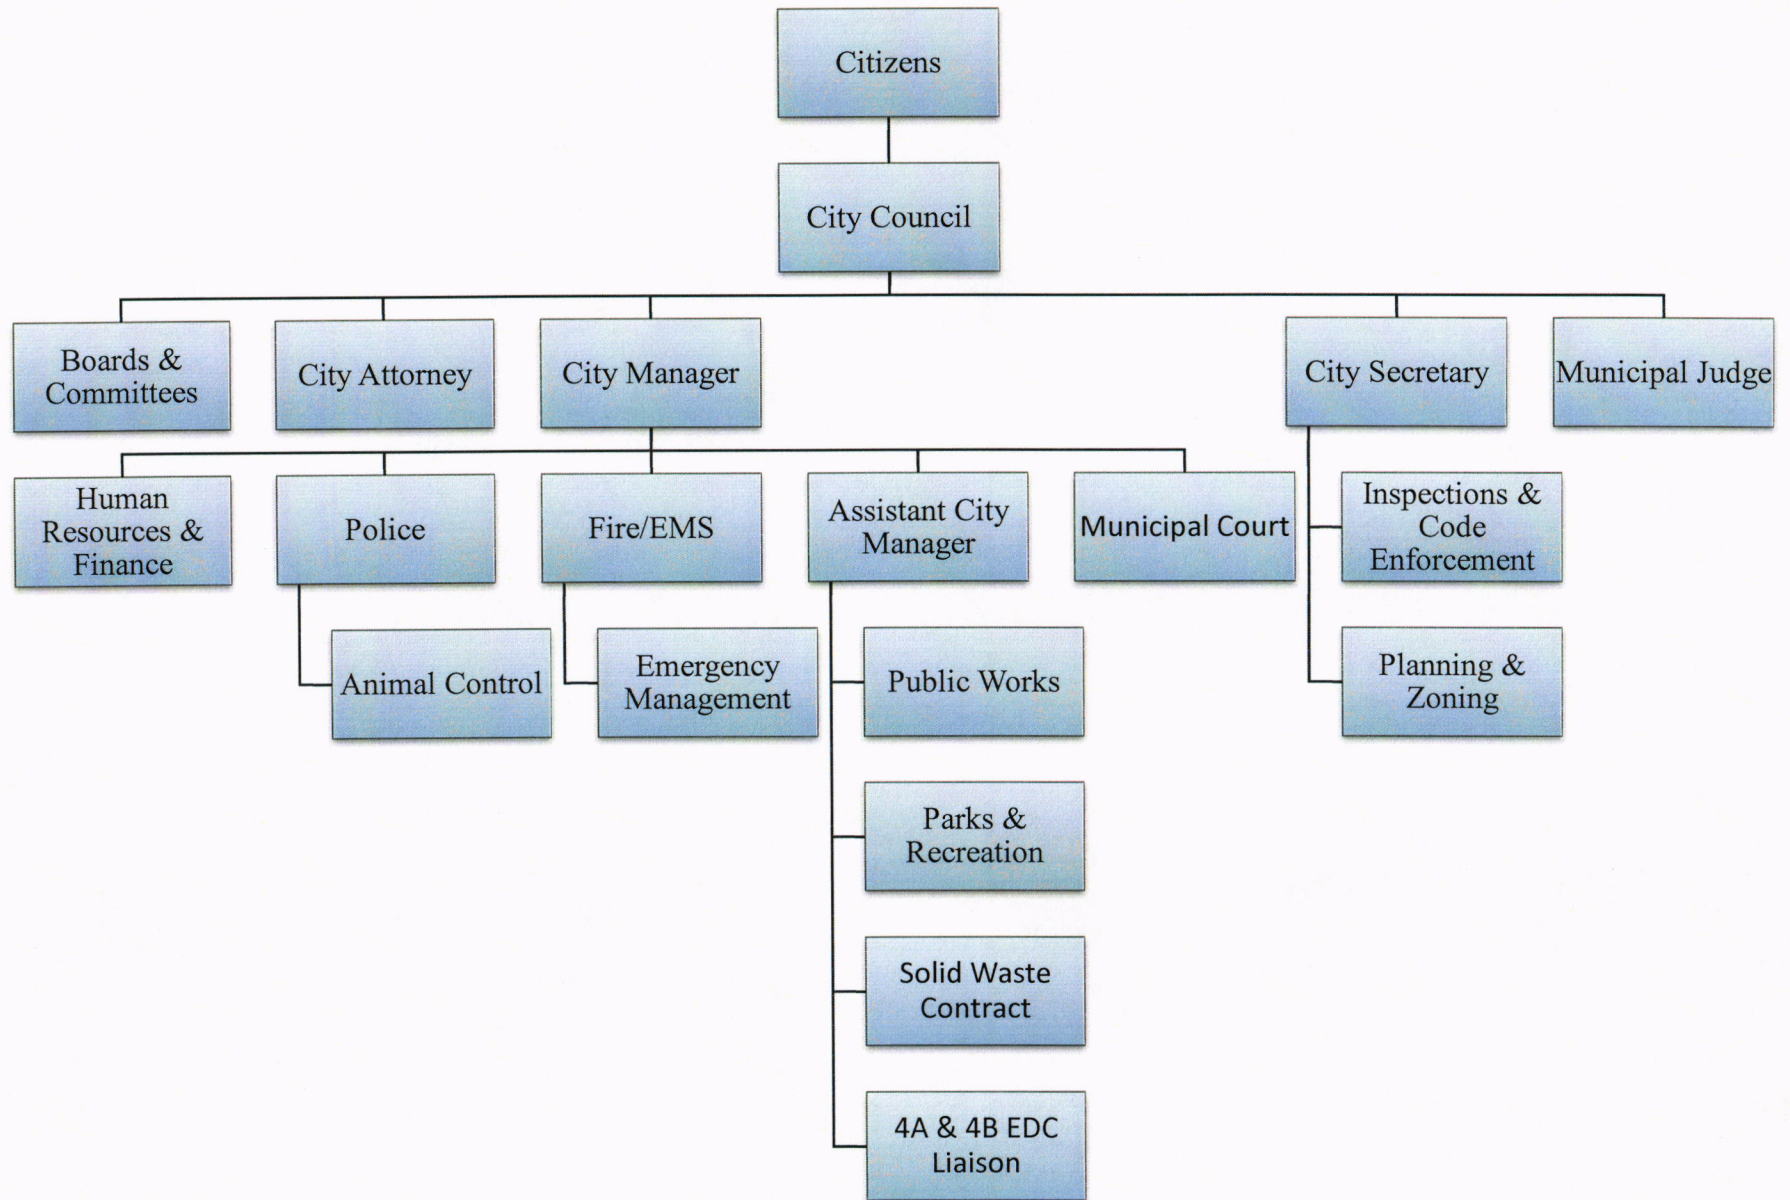 Citizens
City Council
Boards &
Committees
City Attorney
City Manager
City Secretary
Municipal Judge
Human
Resources &
Finance
Police
Fire/EMS
Assistant City
Manager
Municipal Court
Inspections &
Code
Enforcement
Animal Control
Emergency
Management
Public Works
Planning &
Zoning
Parks &
Recreation
Solid Waste
Contract
4A & 4B EDC
Liaison